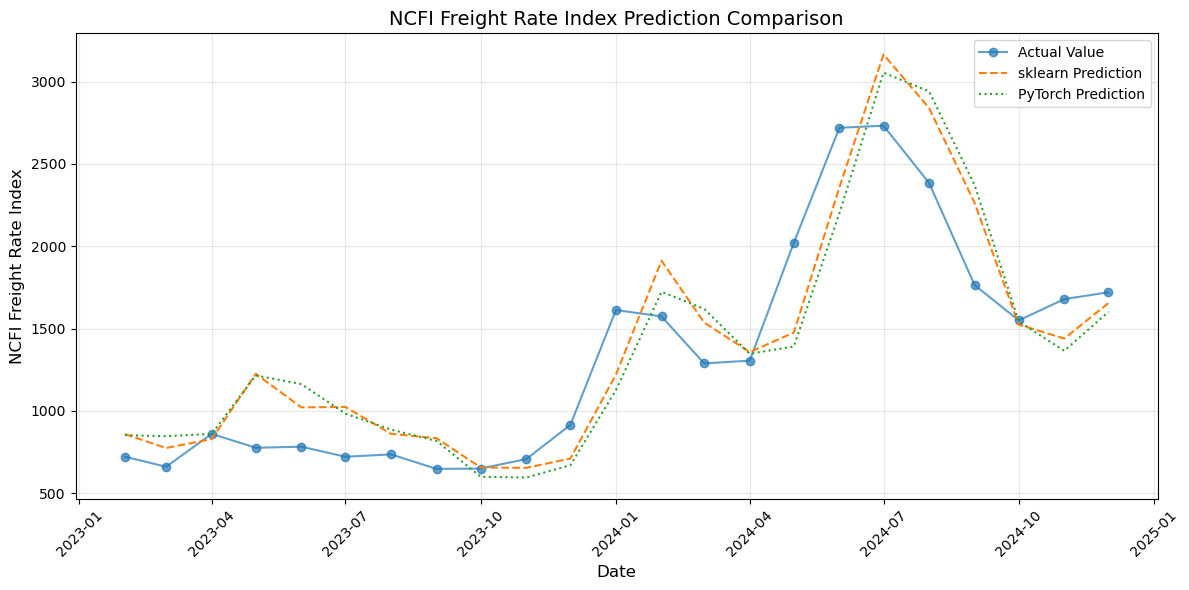 NCFI Freight Rate Index Prediction Comparison
Actual Value
sklearn Prediction
PyTorch Prediction
NCFI Freight Rate Index
3000
2500
2000
1500
1000
500
2023-01
2023-04
2023-07
2023-10
2024-01
2024-04
2024-07
2024-10
2025-01
Date